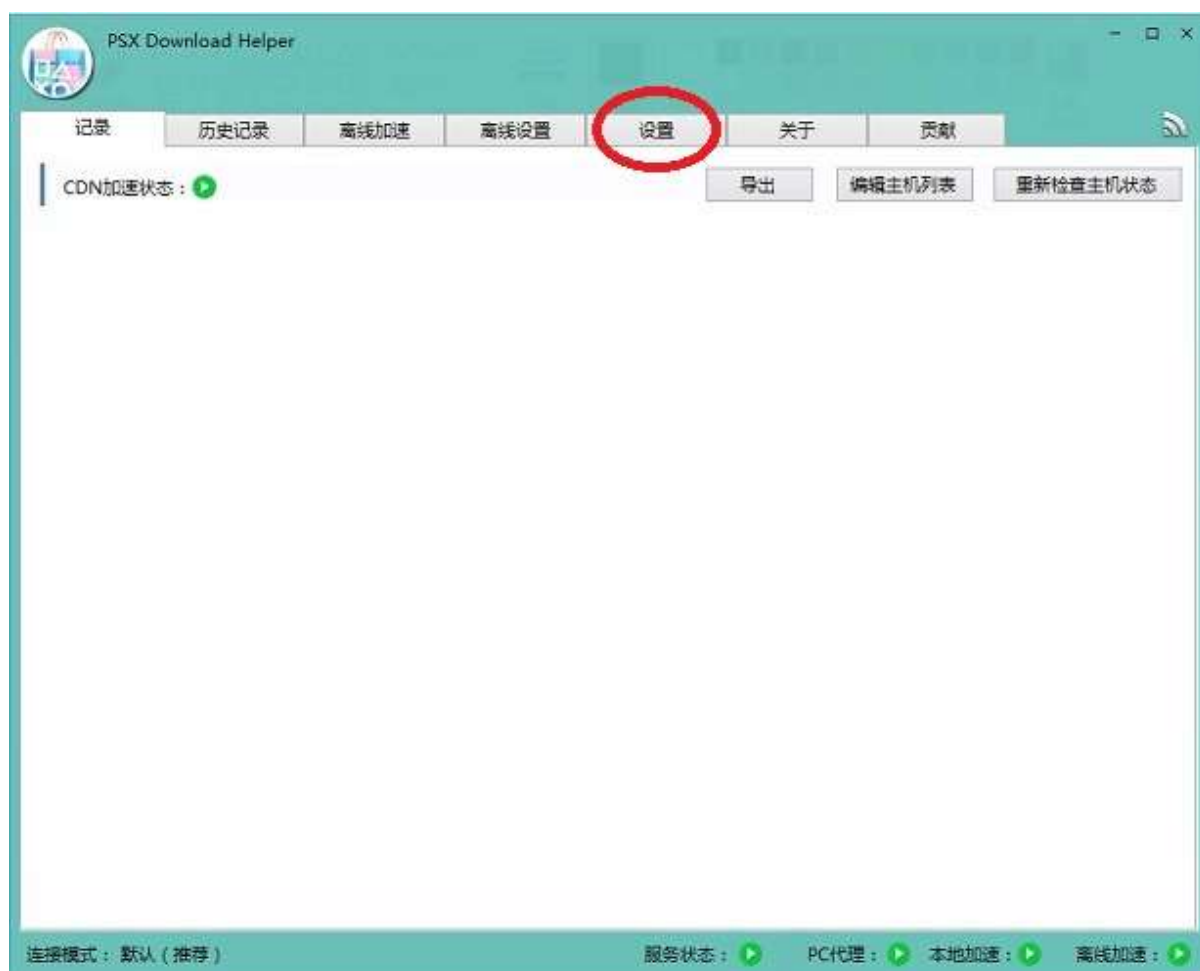 PSX Download Helper
记录 历史记录 离线加速 离线设置 设置 关于 贡献
CDN加速状态： 导出 编辑主机列表 重新检查主机状态
连接模式： 默认（推荐） 服务状态： PC代理： 本地加速： 离线加速：